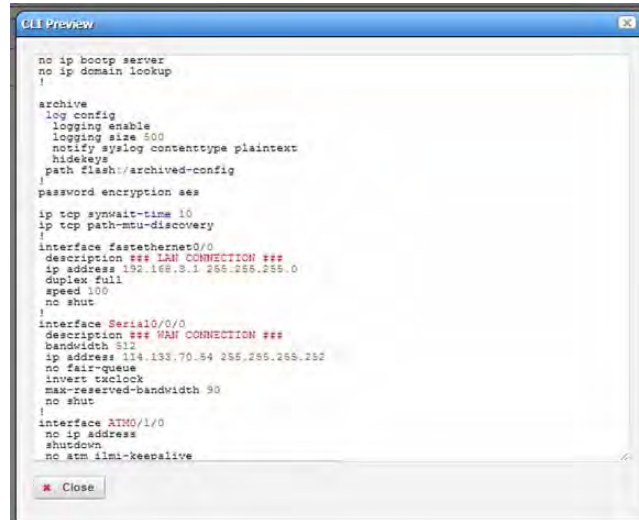 CLI Preview
no ip bootp server
no ip domain lookup
!
archive
log config
logging enable
logging size 500
notify syslog contenttype plaintext
hidekeys
path flash:/archived-config
!
password encryption aes
ip tcp synwait-time 10
ip tcp path-mtu-discovery
!
interface fastethernet0/0
description ### LAN CONNECTION ###
ip address 192.168.3.1 255.255.255.0
duplex full
speed 100
no shut
!
interface Serial0/0/0
description ### WAN CONNECTION ###
bandwidth 512
ip address 114.133.70.54 255.255.255.252
no fair-queue
invert txclock
max-reserved-bandwidth 90
no shut
!
interface ATM0/1/0
no ip address
shutdown
no atm ilmi-keepalive
Close